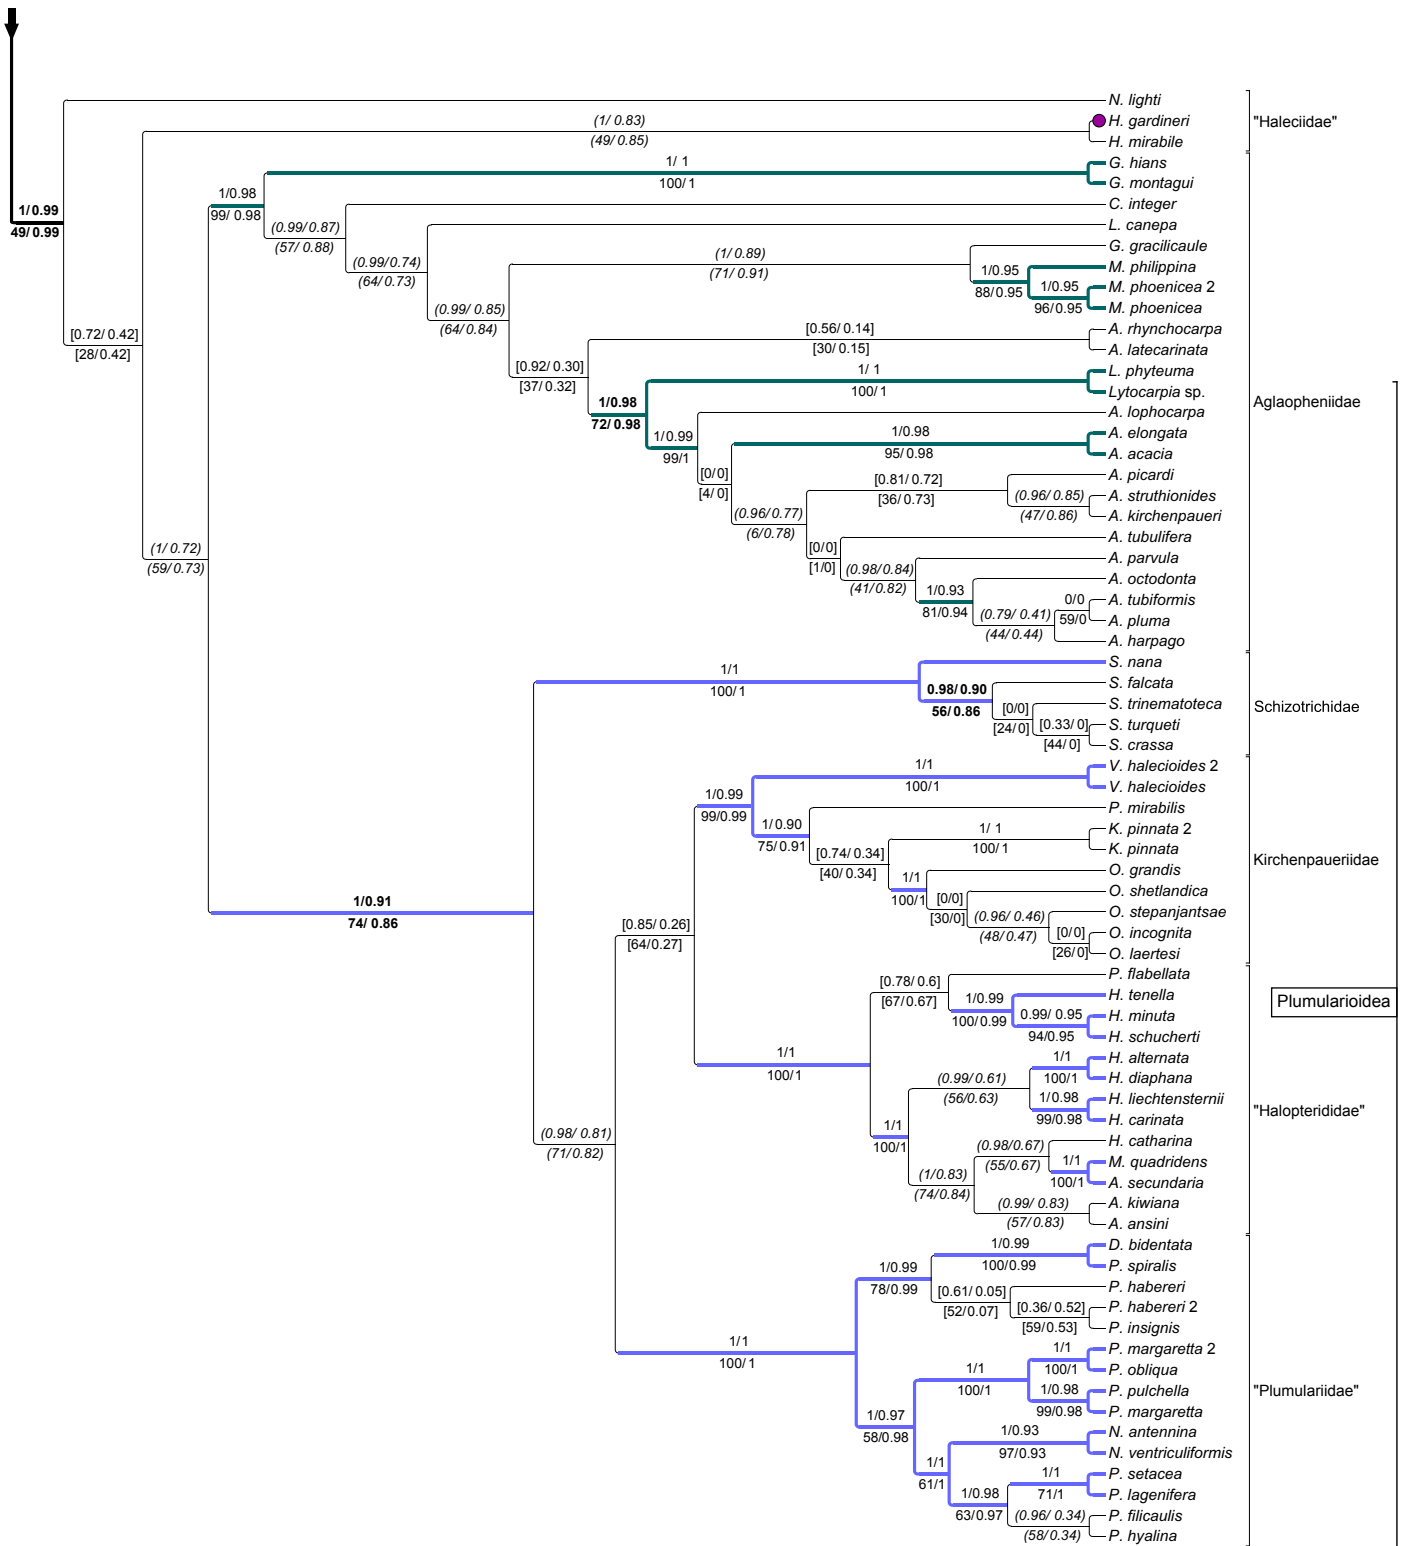 N. lighti
(1/ 0.83)
H. gardineri
"Haleciidae"
(49/ 0.85)
H. mirabile
1/ 1
G. hians
100/ 1
G. montagui
1/0.98
99/ 0.98
C. integer
1/ 0.99
49/ 0.99
(0.99/ 0.87)
(57/ 0.88)
L. canepa
(0.99/ 0.74)
(64/ 0.73)
G. gracilicaule
(1/ 0.89)
(71/ 0.91)
M. philippina
1/0.95
88/ 0.95
M. phoenicea 2
1/0.95
96/ 0.95
M. phoenicea
(0.99/ 0.85)
(64/ 0.84)
[0.72/ 0.42]
[28/ 0.42]
A. rhynchocarpa
[0.56/ 0.14]
[30/ 0.15]
A. latecarinata
[0.92/ 0.30]
[37/ 0.32]
L. phyteuma
1/ 1
100/ 1
Lytocarpia sp.
Aglaopheniidae
1/0.98
72/ 0.98
A. lophocarpa
1/0.99
99/1
A. elongata
1/0.98
95/ 0.98
A. acacia
[0/0]
[4/ 0]
A. picardi
[0.81/ 0.72]
[36/ 0.73]
A. struthionides
(0.96/ 0.85)
(47/ 0.86)
A. kirchenpaueri
(0.96/ 0.77)
(6/ 0.78)
A. tubulifera
[0/0]
[1/0]
(1/ 0.72)
(59/ 0.73)
A. parvula
(0.98/ 0.84)
(41/ 0.82)
A. octodonta
1/0.93
81/0.94
A. tubiformis
0/0
59/0
A. pluma
(0.79/ 0.41)
(44/ 0.44)
A. harpago
S. nana
1/1
100/ 1
S. falcata
0.98/ 0.90
56/ 0.86
S. trinematoteca
[0/0]
[24/ 0]
Schizotrichidae
S. turqueti
[0.33/ 0]
[44/ 0]
S. crassa
V. halecioides 2
1/1
100/ 1
V. halecioides
1/0.99
99/0.99
P. mirabilis
1/ 0.90
75/ 0.91
K. pinnata 2
1/ 1
100/ 1
K. pinnata
[0.74/ 0.34]
[40/ 0.34]
Kirchenpaueriidae
O. grandis
1/1
100/ 1
O. shetlandica
[0/0]
[30/0]
O. stepanjantsae
(0.96/ 0.46)
(48/ 0.47)
O. incognita
[0/0]
[26/ 0]
O. laertesi
1/0.91
74/ 0.86
[0.85/ 0.26]
[64/0.27]
P. flabellata
[0.78/ 0.6]
[67/ 0.67]
H. tenella
1/0.99
100/ 0.99
Plumularioidea
H. minuta
0.99/ 0.95
94/0.95
H. schucherti
1/1
100/1
H. alternata
1/1
100/ 1
H. diaphana
(0.99/ 0.61)
(56/0.63)
H. liechtensternii
1/0.98
99/0.98
H. carinata
"Halopterididae"
1/1
100/1
H. catharina
(0.98/0.67)
(55/0.67)
M. quadridens
1/1
100/ 1
A. secundaria
(0.98/ 0.81)
(71/ 0.82)
(1/0.83)
(74/ 0.84)
A. kiwiana
(0.99/ 0.83)
(57/ 0.83)
A. ansini
D. bidentata
1/0.99
100/0.99
P. spiralis
1/0.99
78/0.99
P. habereri
[0.61/ 0.05]
[52/ 0.07]
P. habereri 2
[0.36/ 0.52]
[59/ 0.53]
P. insignis
1/1
100/ 1
P. margaretta 2
1/1
100/ 1
P. obliqua
1/1
100/ 1
P. pulchella
1/0.98
99/0.98
P. margaretta
"Plumulariidae"
1/0.97
58/0.98
N. antennina
1/0.93
97/0.93
N. ventriculiformis
1/1
61/1
P. setacea
1/1
71/1
P. lagenifera
1/0.98
63/ 0.97
P. filicaulis
(0.96/ 0.34)
(58/ 0.34)
P. hyalina